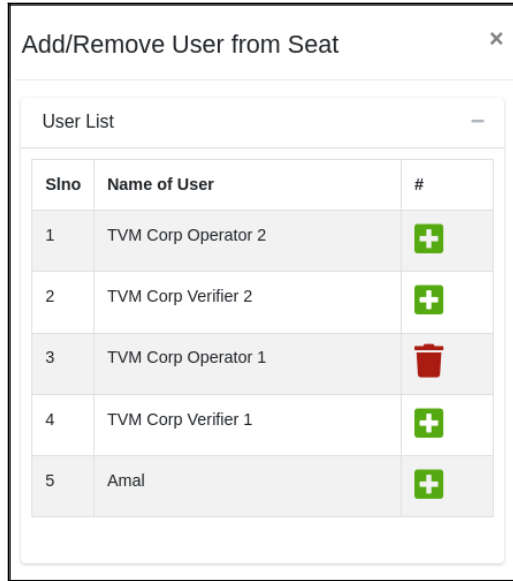 Add/Remove User from Seat ×
User List −
Slno Name of User #
1 TVM Corp Operator 2
2 TVM Corp Verifier 2
3 TVM Corp Operator 1
4 TVM Corp Verifier 1
5 Amal